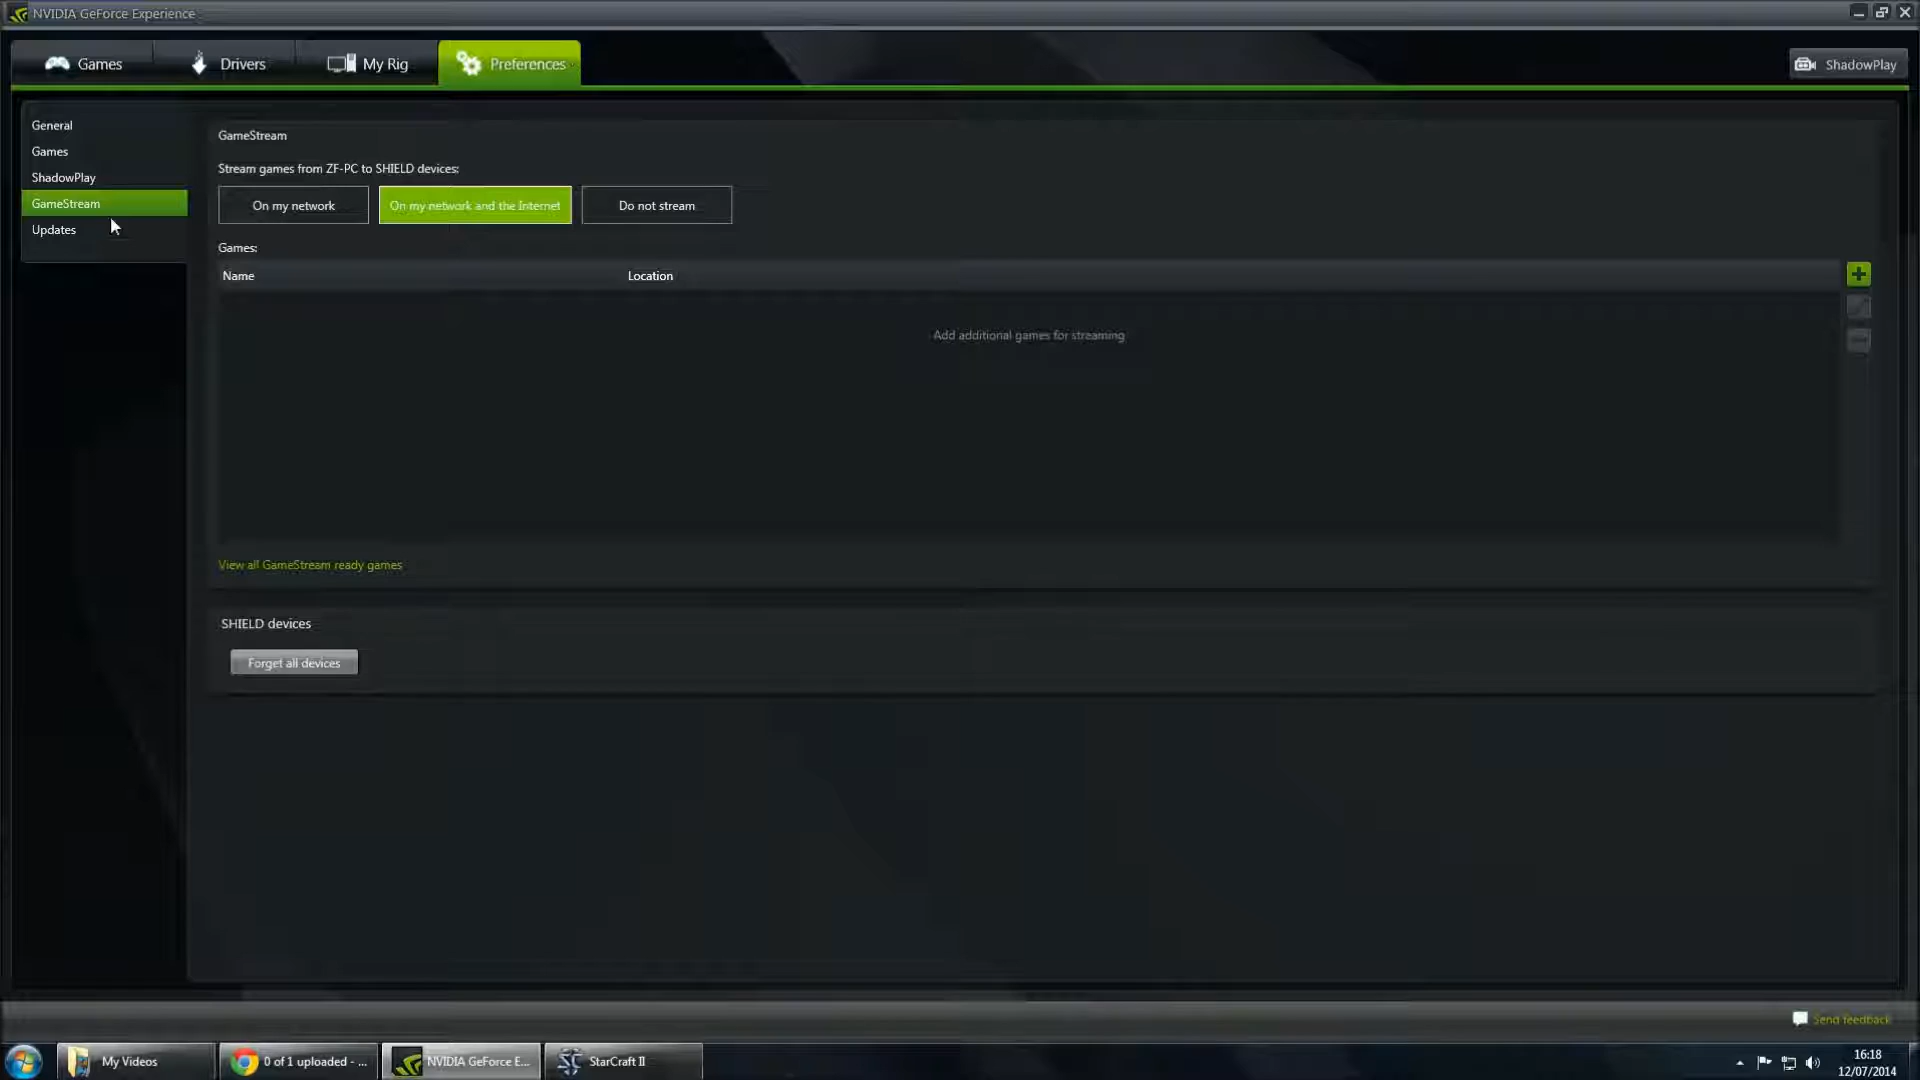 NVIDIA GeForce Experience
Games
Drivers
My Rig
Preferences
ShadowPlay
General
Games
ShadowPlay
GameStream
Updates
GameStream
Stream games from ZF-PC to SHIELD devices:
On my network
On my network and the Internet
Do not stream
Games:
Name
Location
Add additional games for streaming
View all GameStream ready games
SHIELD devices
Forget all devices
Send feedback
My Videos
0 of 1 uploaded - ...
NVIDIA GeForce E...
StarCraft II
16:18
12/07/2014